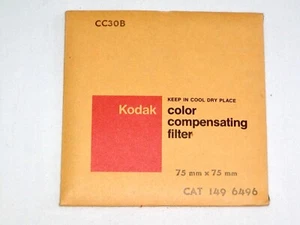 CC30B
KEEP IN COOL DRY PLACE
Kodak
color
compensating
filter
75 mm x 75 mm
CAT 149 6496